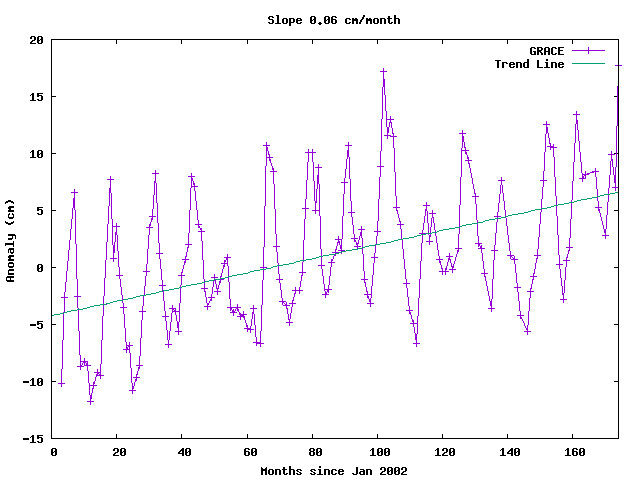 Slope 0.06 cm/month
20
GRACE
Trend Line
15
10
5
0
-5
-10
-15
Anomaly (cm)
0 20 40 60 80 100 120 140 160
Months since Jan 2002